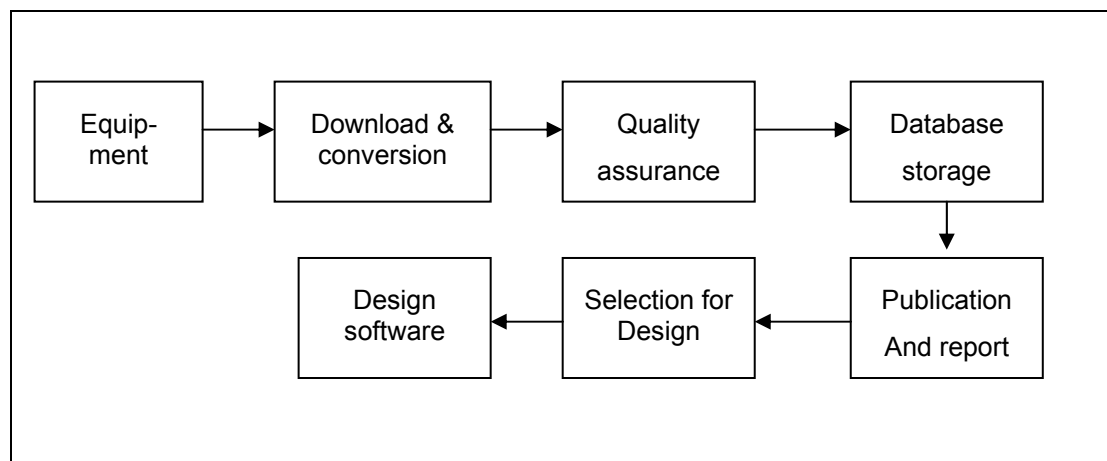 Equip-
ment
Download &
conversion
Quality
assurance
Database
storage
Design
software
Selection for
Design
Publication
And report